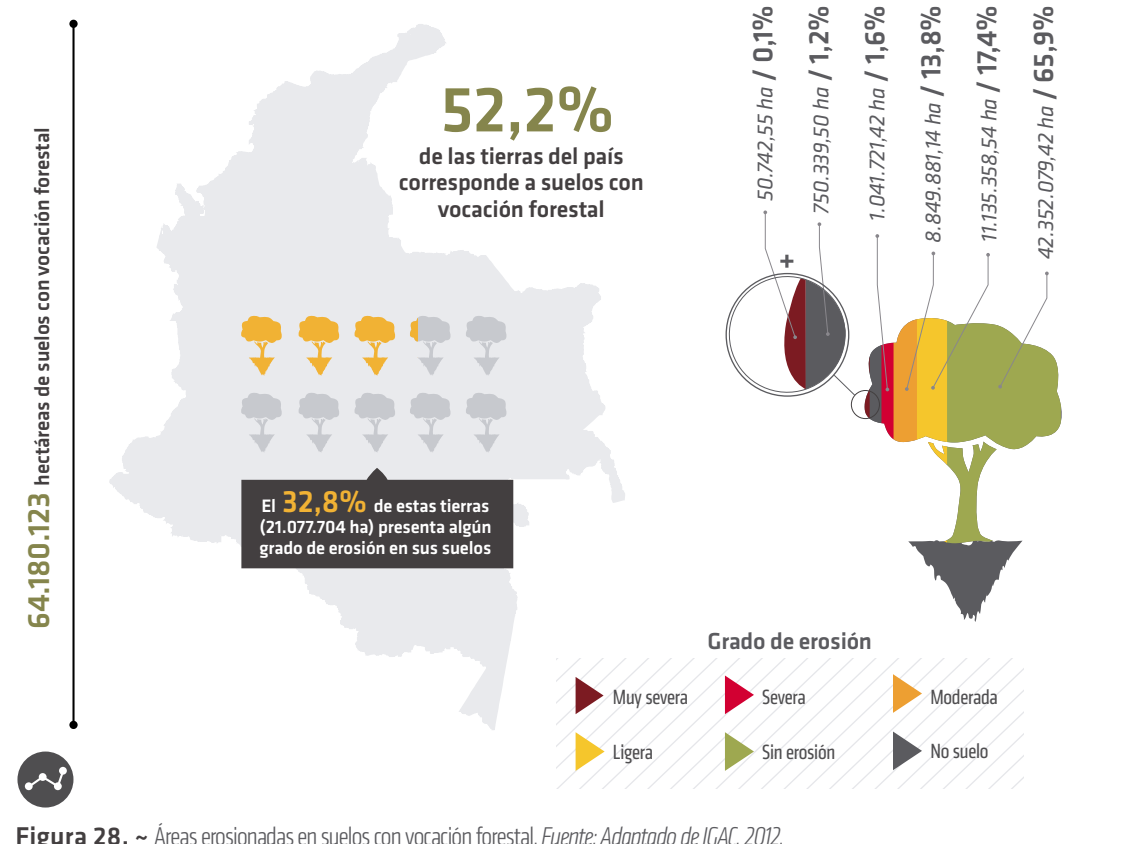 64.180.123 hectáreas de suelos con vocación forestal
52,2%
de las tierras del país
corresponde a suelos con
vocación forestal
El 32,8% de estas tierras
(21.077.704 ha) presenta algún
grado de erosión en sus suelos
50.742,55 ha / 0,1%
750.339,50 ha / 1,2%
1.041.721,42 ha / 1,6%
8.849.881,14 ha / 13,8%
11.135.358,54 ha / 17,4%
42.352.079,42 ha / 65,9%
+
Grado de erosión
Muy severa
Severa
Moderada
Ligera
Sin erosión
No suelo
Figura 28. ~ Áreas erosionadas en suelos con vocación forestal. Fuente: Adaptado de IGAC, 2012.